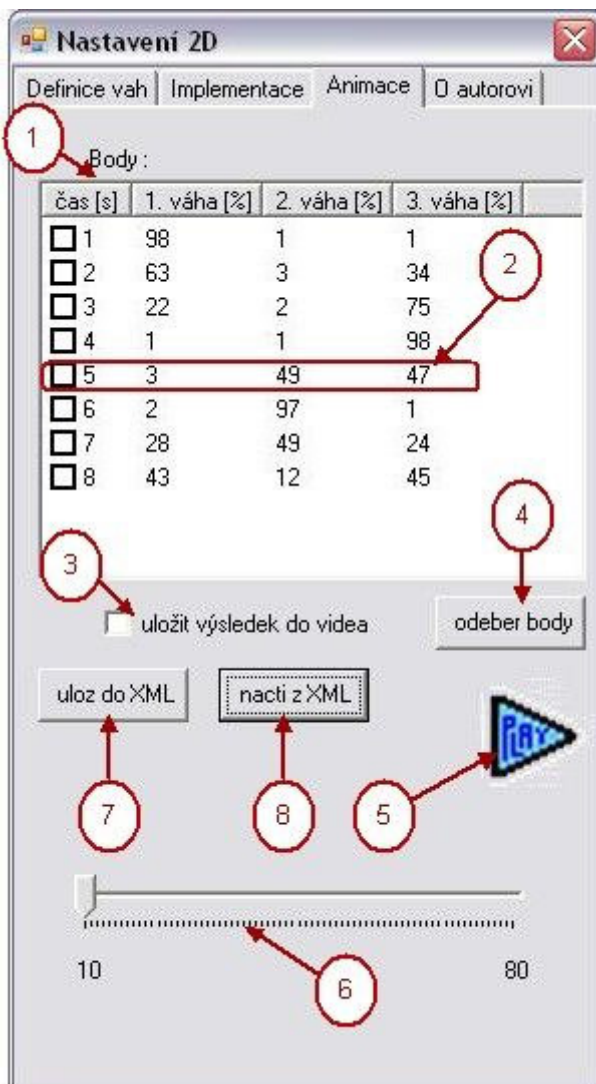 Nastavení 2D
Definice vah Implementace Animace O autorovi
1
Body :
čas [s] 1. váha [%] 2. váha [%] 3. váha [%]
1 98 1 1
2 63 3 34
2
3 22 2 75
4 1 1 98
5 3 49 47
6 2 97 1
7 28 49 24
8 43 12 45
4
3
uložit výsledek do videa odeber body
uloz do XML nacti z XML
PLAY
7 8 5
10 80
6